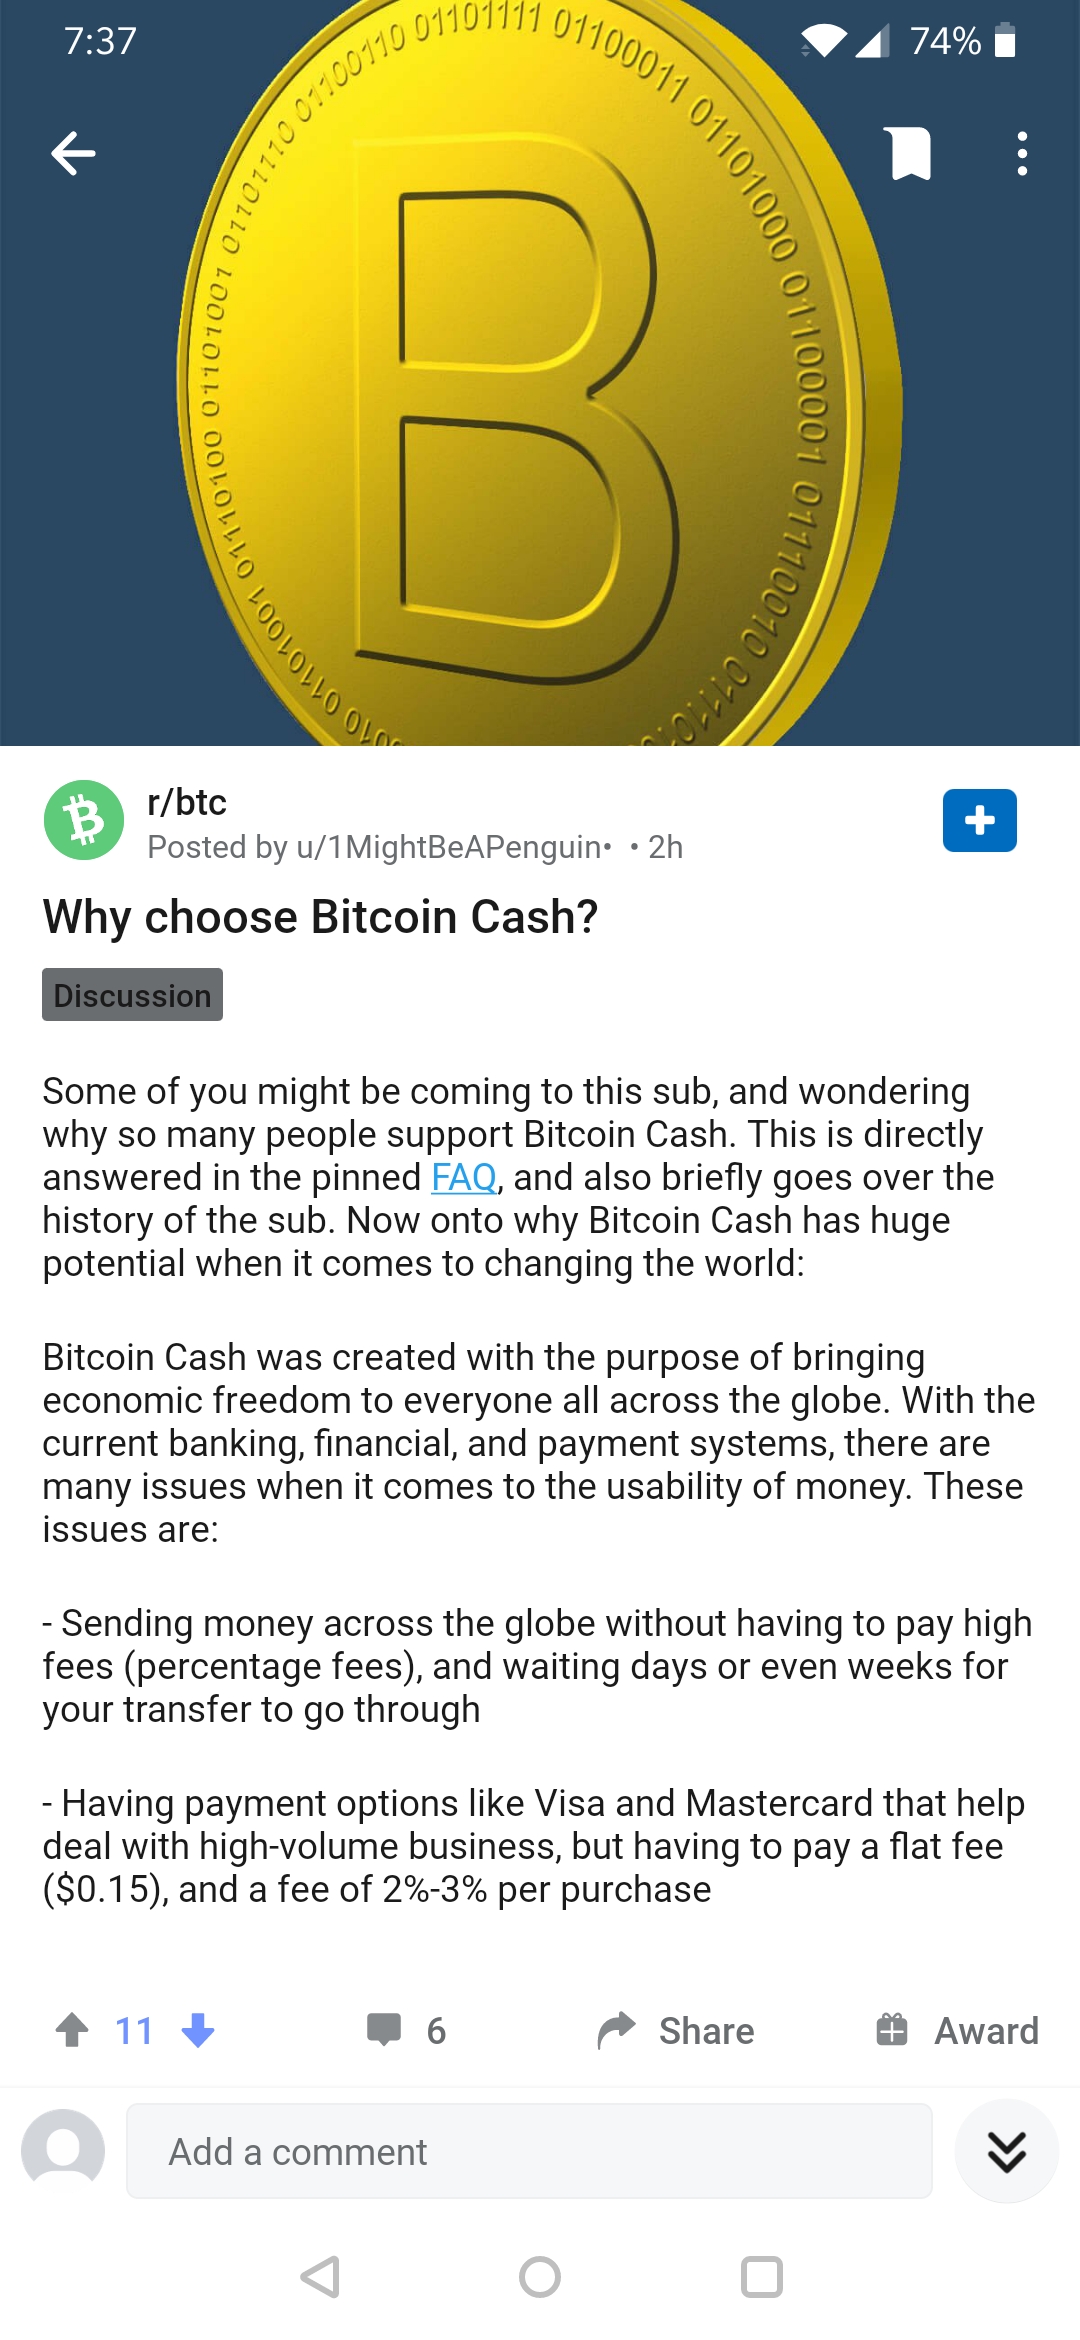 7:37
74%
01101001 01101110 01100110 01101111 01100011 01101000 01100001 01110010
01101001 01110100
B
r/btc
Posted by u/1MightBeAPenguin• • 2h
Why choose Bitcoin Cash?
Discussion
Some of you might be coming to this sub, and wondering
why so many people support Bitcoin Cash. This is directly
answered in the pinned FAQ, and also briefly goes over the
history of the sub. Now onto why Bitcoin Cash has huge
potential when it comes to changing the world:
Bitcoin Cash was created with the purpose of bringing
economic freedom to everyone all across the globe. With the
current banking, financial, and payment systems, there are
many issues when it comes to the usability of money. These
issues are:
- Sending money across the globe without having to pay high
fees (percentage fees), and waiting days or even weeks for
your transfer to go through
- Having payment options like Visa and Mastercard that help
deal with high-volume business, but having to pay a flat fee
($0.15), and a fee of 2%-3% per purchase
11
6
Share
Award
Add a comment